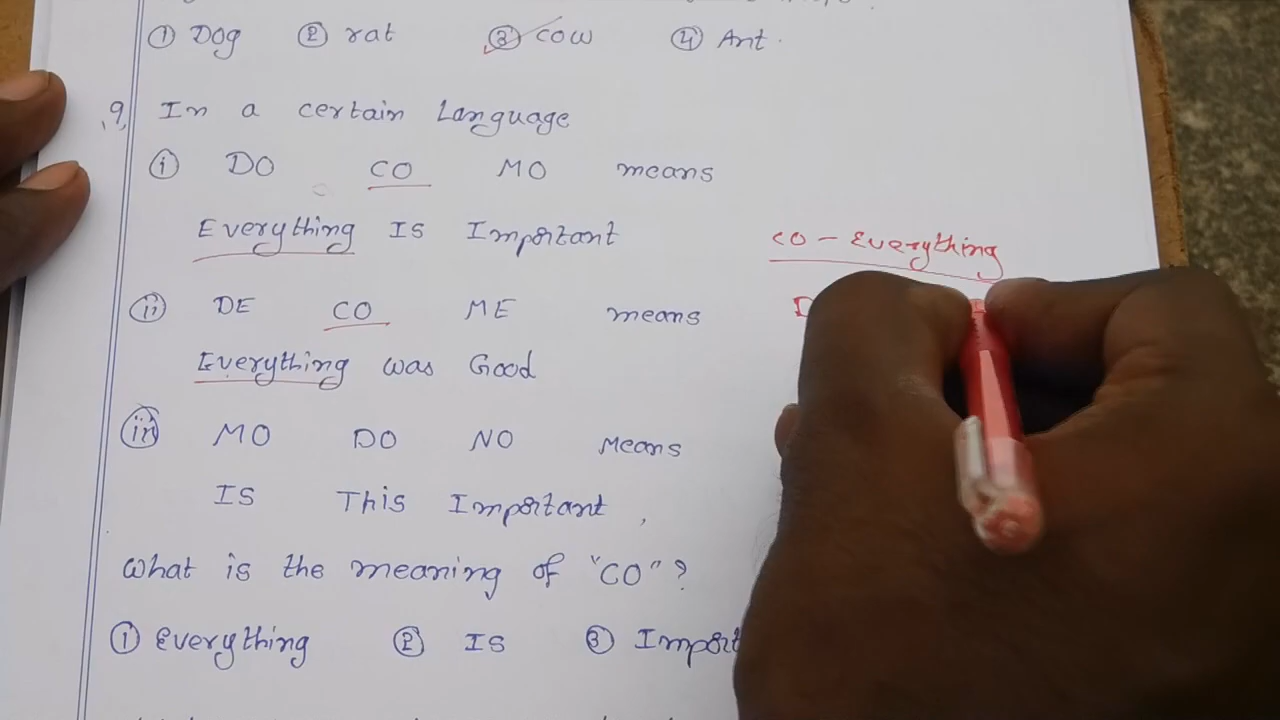 ① Dog ② rat ③ cow ④ Ant.
9, In a certain Language
ⓘ DO CO MO means
Everything Is Important
CO - Everything
ⅱ DE CO ME means
Everything was Good
ⅲ MO DO NO Means
IS This Important,
What is the meaning of "CO"?
① Everything ② IS ③ Import